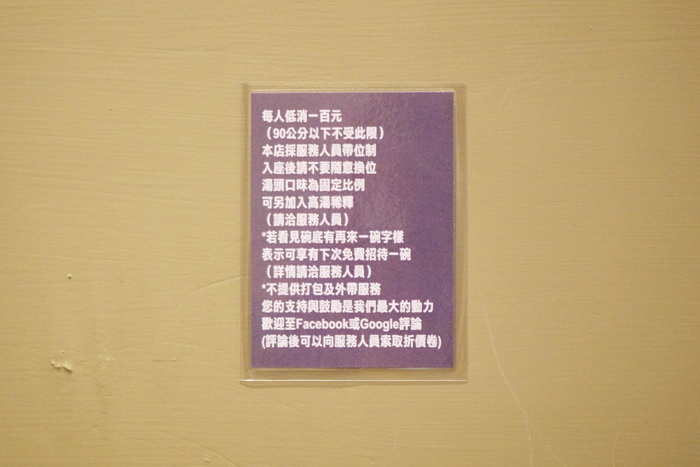 每人低消一百元
（90公分以下不受此限）
本店採服務人員帶位制
入座後請不要隨意換位
湯頭口味為固定比例
可另加入高湯稀釋
（請洽服務人員）
*若看見碗底有再來一碗字樣
表示可享有下次免費招待一碗
（詳情請洽服務人員）
*不提供打包及外帶服務
您的支持與鼓勵是我們最大的動力
歡迎至Facebook或Google評論
(評論後可以向服務人員索取折價卷)